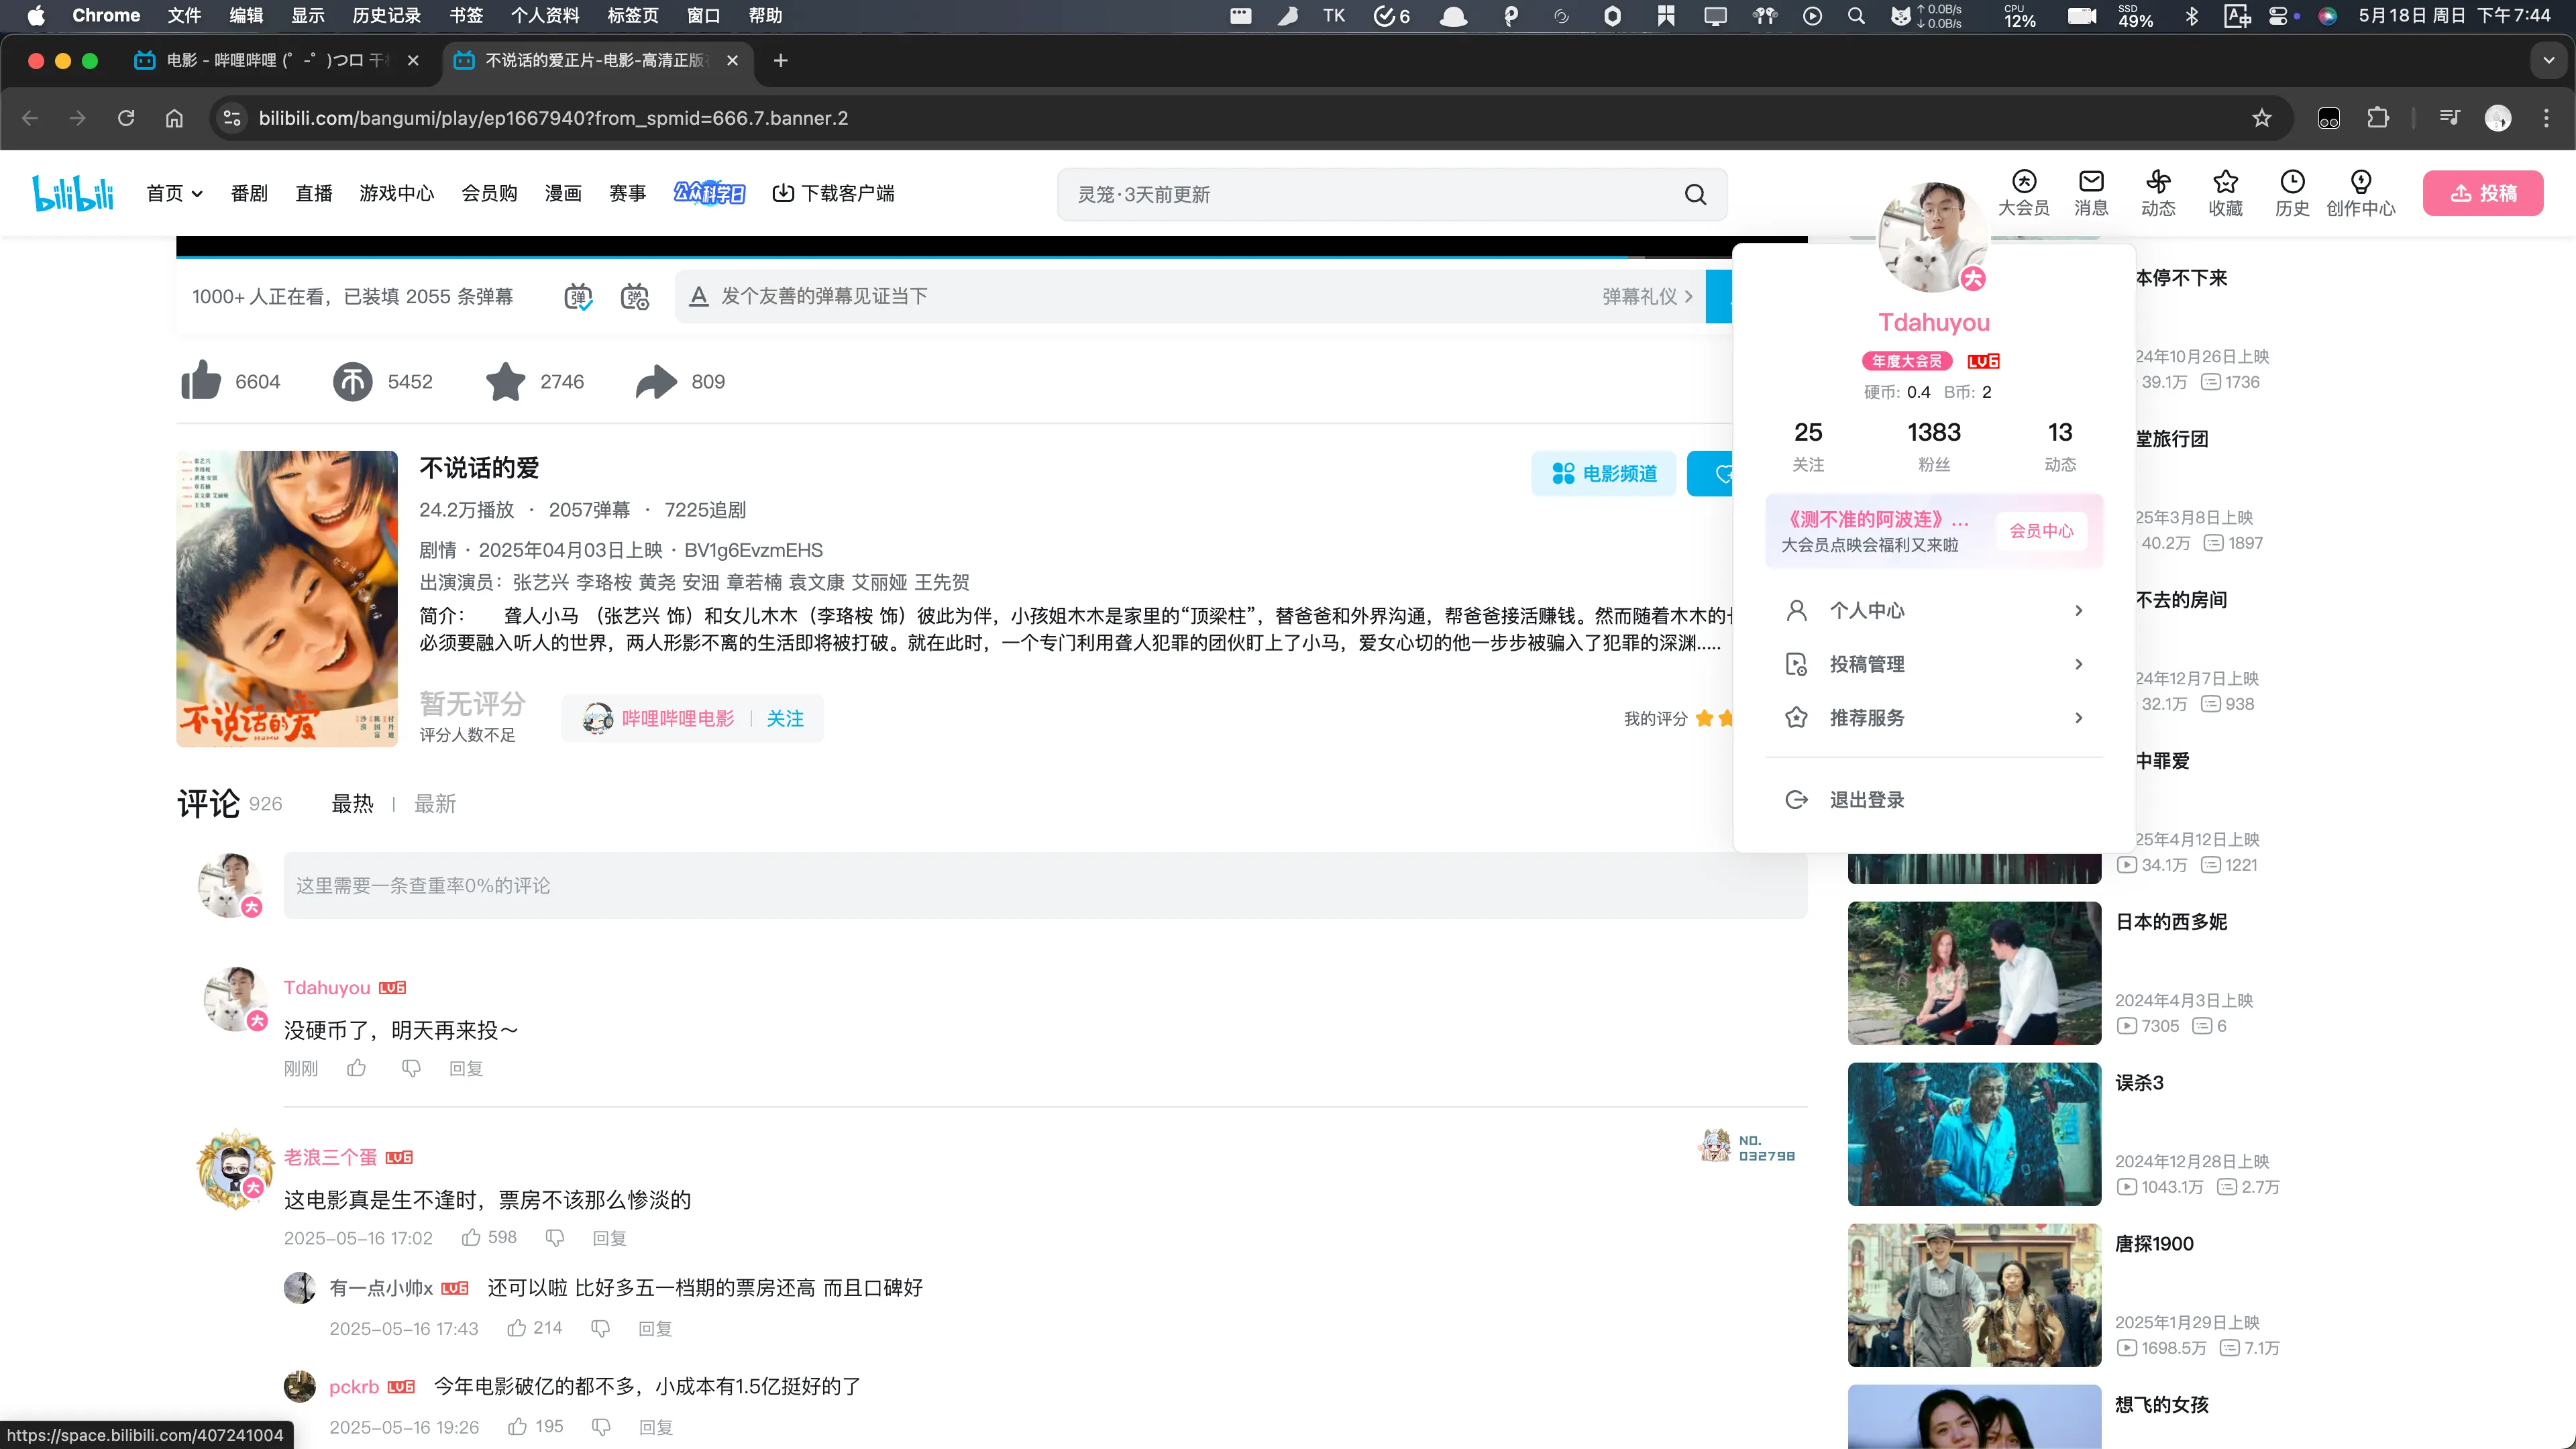 Chrome 文件 编辑 显示 历史记录 书签 个人资料 标签页 窗口 帮助
TK 6 ↑ 0.0B/s ↓ 0.0B/s CPU 12% SSD 49% 5月18日 周日 下午7:44
电影 - 哔哩哔哩 (゜-゜)つロ 干
不说话的爱正片-电影-高清正版
bilibili.com/bangumi/play/ep1667940?from_spmid=666.7.banner.2
bilibili 首页 番剧 直播 游戏中心 会员购 漫画 赛事 公众科学日 下载客户端
灵笼·3天前更新
大会员 消息 动态 收藏 历史 创作中心 投稿
1000+ 人正在看，已装填 2055 条弹幕
发个友善的弹幕见证当下
弹幕礼仪 >
6604 5452 2746 809
不说话的爱
电影频道
24.2万播放 · 2057弹幕 · 7225追剧
剧情 · 2025年04月03日上映 · BV1g6EvzmEHS
出演演员：张艺兴 李珞桉 黄尧 安沺 章若楠 袁文康 艾丽娅 王先贺
简介： 聋人小马 （张艺兴 饰）和女儿木木（李珞桉 饰）彼此为伴，小孩姐木木是家里的“顶梁柱”，替爸爸和外界沟通，帮爸爸接活赚钱。然而随着木木的
必须要融入听人的世界，两人形影不离的生活即将被打破。就在此时，一个专门利用聋人犯罪的团伙盯上了小马，爱女心切的他一步步被骗入了犯罪的深渊.....
不说话的爱
暂无评分
评分人数不足
哔哩哔哩电影 关注
我的评分
Tdahuyou
年度大会员 LV6
硬币: 0.4 B币: 2
25 1383 13
关注 粉丝 动态
《测不准的阿波连》...
大会员点映会福利又来啦
会员中心
个人中心
投稿管理
推荐服务
退出登录
评论 926 最热 | 最新
这里需要一条查重率0%的评论
Tdahuyou LV6
没硬币了，明天再来投～
刚刚 回复
老浪三个蛋 LV6
NO.
032798
这电影真是生不逢时，票房不该那么惨淡的
2025-05-16 17:02 598 回复
有一点小帅x LV6 还可以啦 比好多五一档期的票房还高 而且口碑好
2025-05-16 17:43 214 回复
pckrb LV6 今年电影破亿的都不多，小成本有1.5亿挺好的了
2025-05-16 19:26 195 回复
本停不下来
24年10月26日上映
39.1万 1736
堂旅行团
25年3月8日上映
40.2万 1897
不去的房间
24年12月7日上映
32.1万 938
中罪爱
25年4月12日上映
34.1万 1221
日本的西多妮
2024年4月3日上映
7305 6
误杀3
2024年12月28日上映
1043.1万 2.7万
唐探1900
2025年1月29日上映
1698.5万 7.1万
想飞的女孩
https://space.bilibili.com/407241004